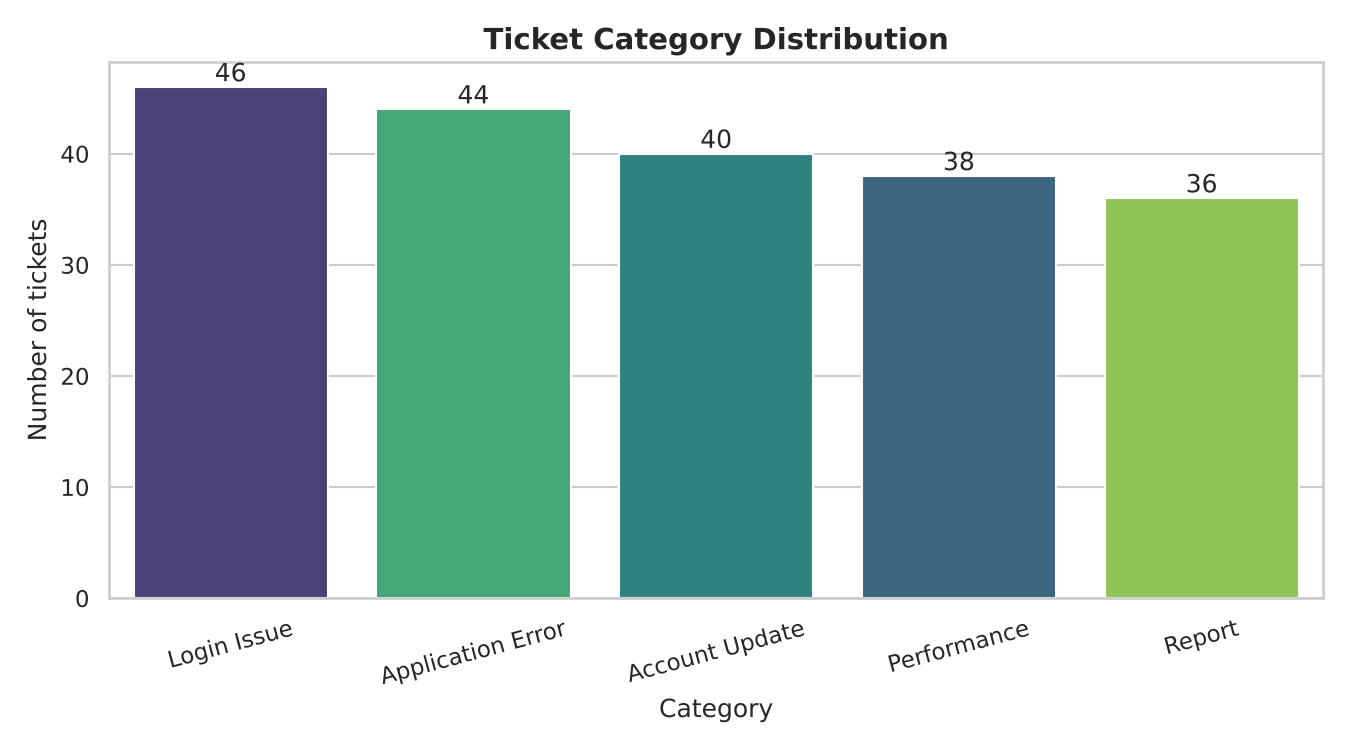 Ticket Category Distribution
46
44
40
38
36
40
30
20
10
0
Number of tickets
Login Issue
Application Error
Account Update
Performance
Report
Category